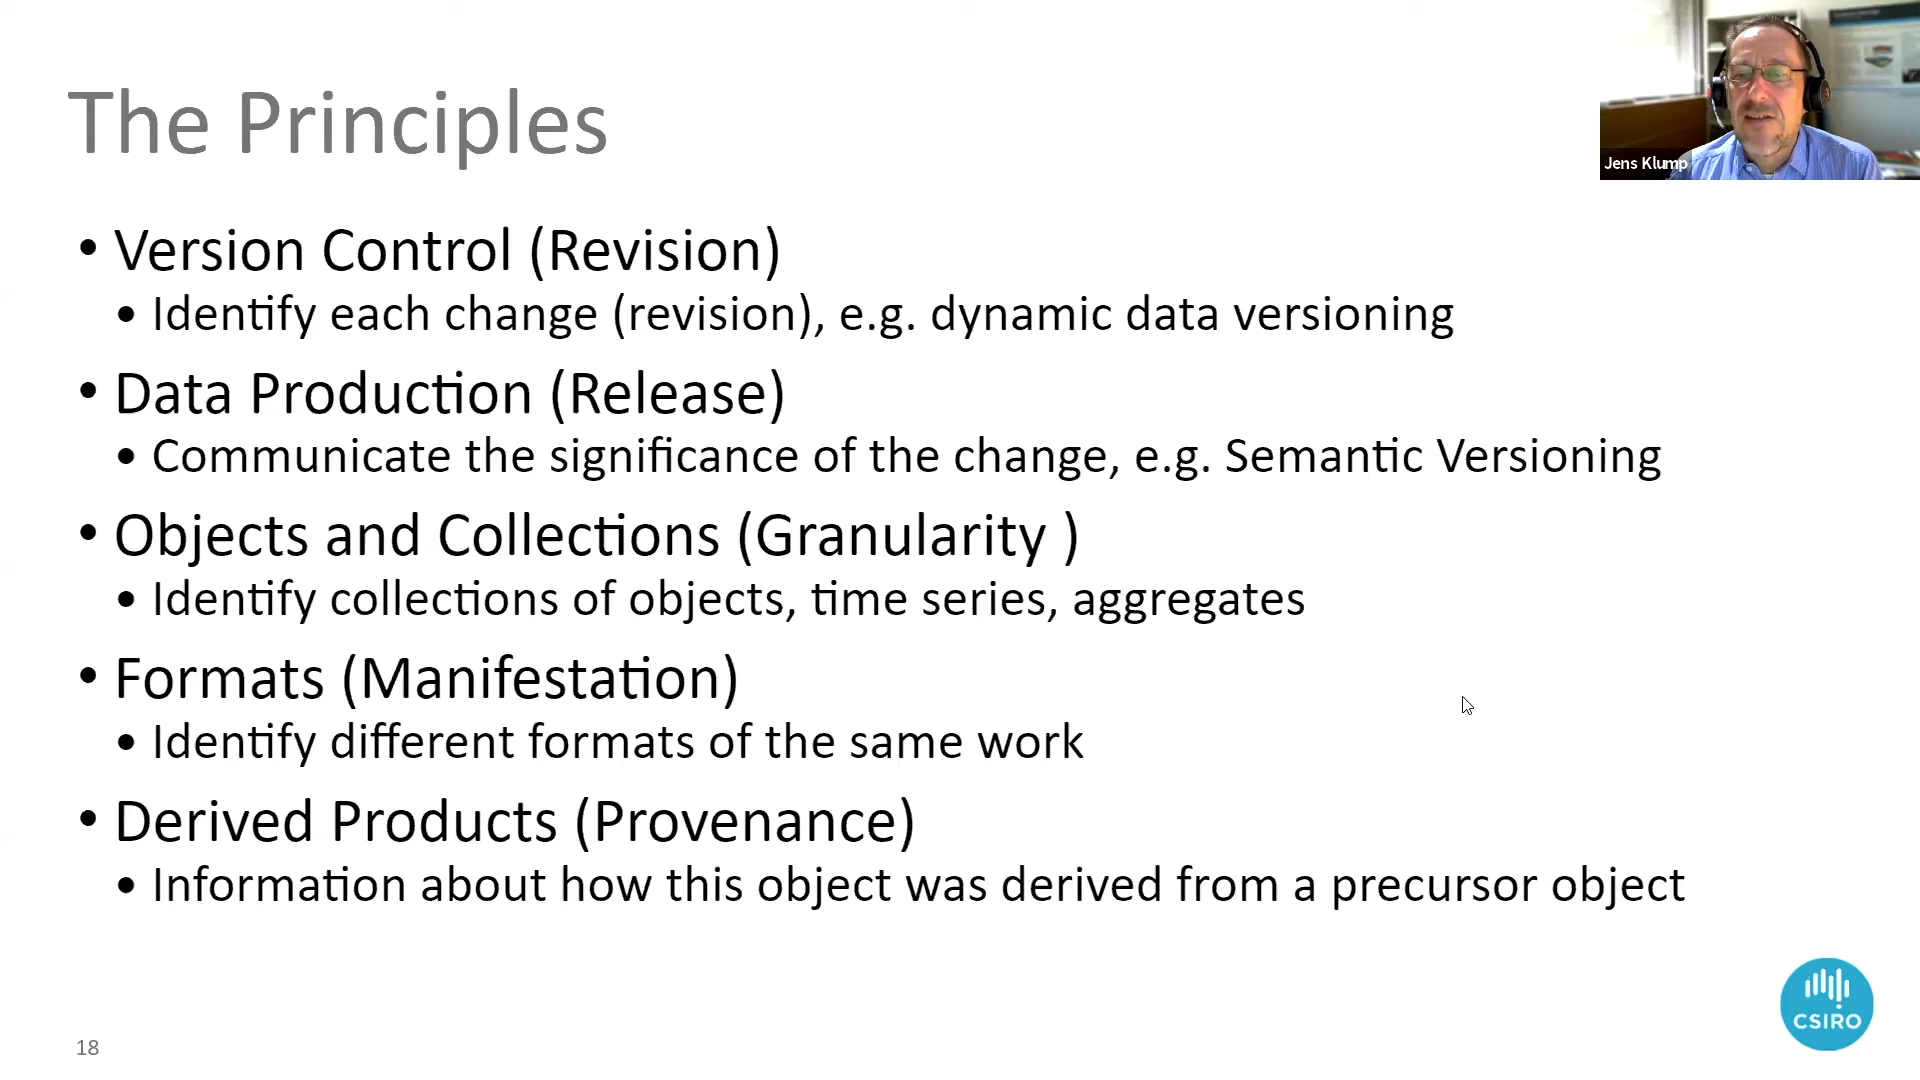 The Principles
Jens Klump
• Version Control (Revision)
• Identify each change (revision), e.g. dynamic data versioning
• Data Production (Release)
• Communicate the significance of the change, e.g. Semantic Versioning
• Objects and Collections (Granularity )
• Identify collections of objects, time series, aggregates
• Formats (Manifestation)
• Identify different formats of the same work
• Derived Products (Provenance)
• Information about how this object was derived from a precursor object
CSIRO
18